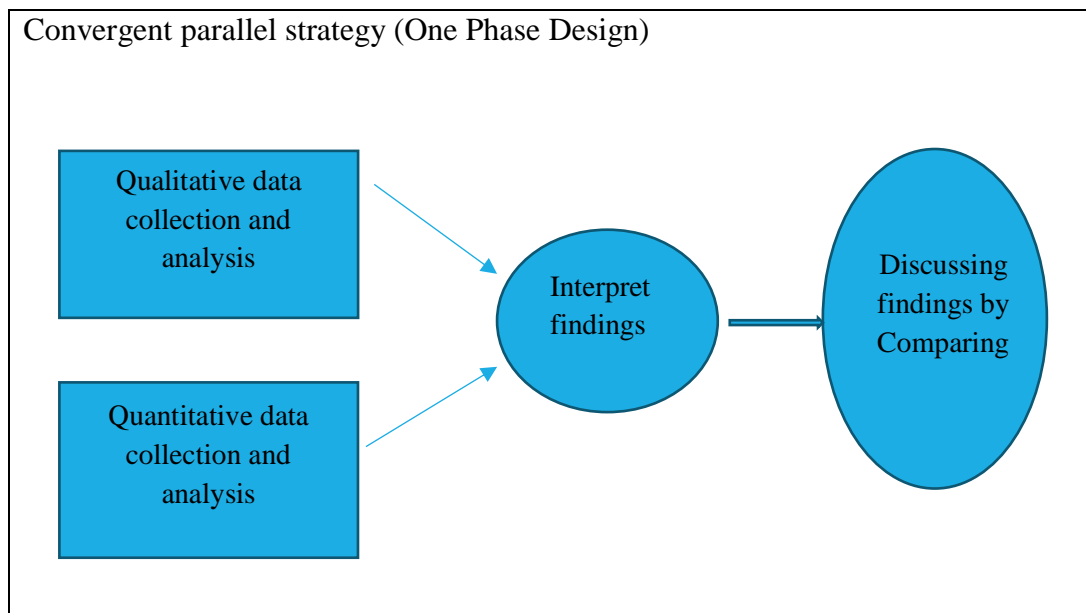 Convergent parallel strategy (One Phase Design)
Qualitative data
collection and
analysis
Quantitative data
collection and
analysis
Interpret
findings
Discussing
findings by
Comparing